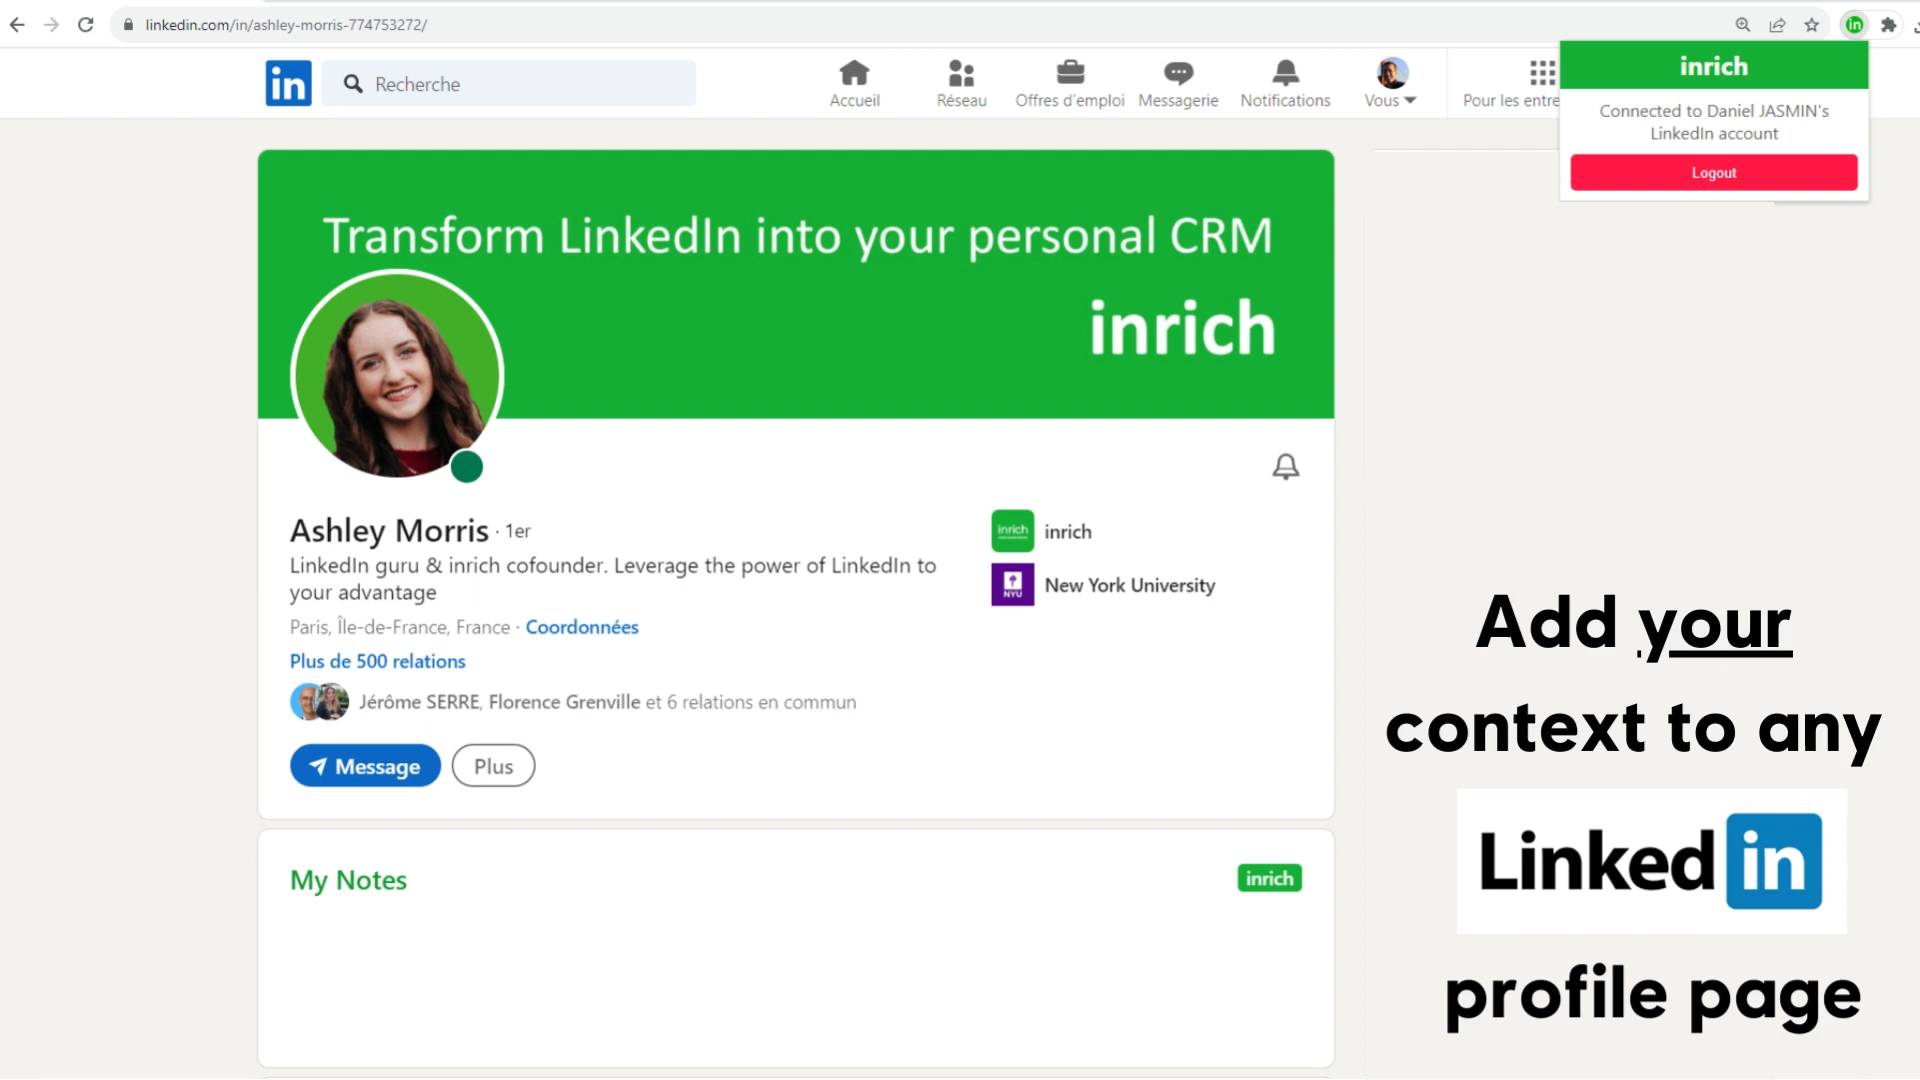 linkedin.com/in/ashley-morris-774753272/
in
inrich
Connected to Daniel JASMIN's
LinkedIn account
Logout
in
Recherche
Accueil
Réseau
Offres d'emploi
Messagerie
Notifications
Vous
Pour les entre
Transform LinkedIn into your personal CRM
inrich
Ashley Morris · 1er
LinkedIn guru & inrich cofounder. Leverage the power of LinkedIn to
your advantage
Paris, Île-de-France, France · Coordonnées
Plus de 500 relations
Jérôme SERRE, Florence Grenville et 6 relations en commun
Message
Plus
inrich
inrich
NYU
New York University
My Notes
inrich
Add your
context to any
Linked in
profile page